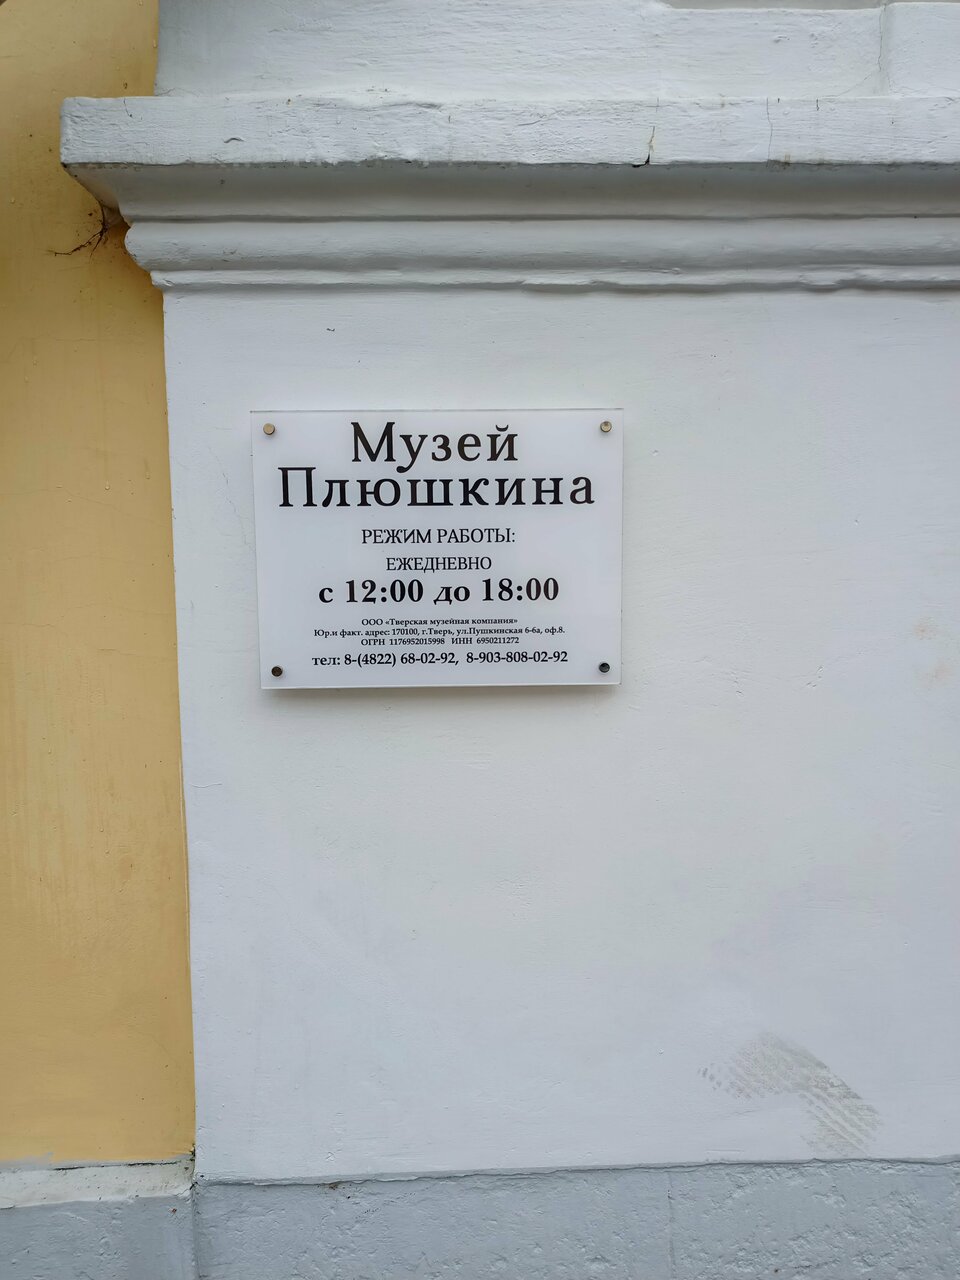 Музей
Плюшкина
РЕЖИМ РАБОТЫ:
ЕЖЕДНЕВНО
с 12:00 до 18:00
ООО «Тверская музейная компания»
Юр.и факт. адрес: 170100, г.Тверь, ул.Пушкинская 6-6а, оф.8.
ОГРН 1176952015998 ИНН 6950211272
тел: 8-(4822) 68-02-92, 8-903-808-02-92